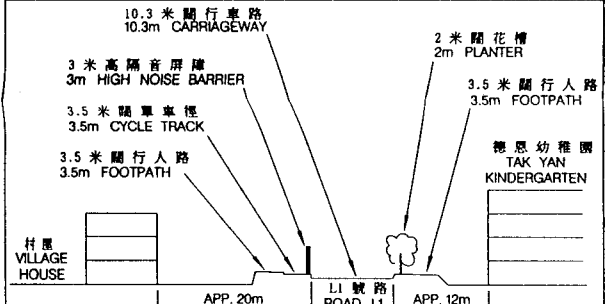 10.3 米闊行車路
10.3m CARRIAGEWAY
2 米闊花槽
2m PLANTER
3 米高隔音屏障
3m HIGH NOISE BARRIER
3.5 米闊行人路
3.5m FOOTPATH
3.5 米闊單車徑
3.5m CYCLE TRACK
3.5 米闊行人路
3.5m FOOTPATH
德恩幼稚園
TAK YAN
KINDERGARTEN
村屋
VILLAGE
HOUSE
L1 號路
ROAD L1
APP. 20m
APP. 12m